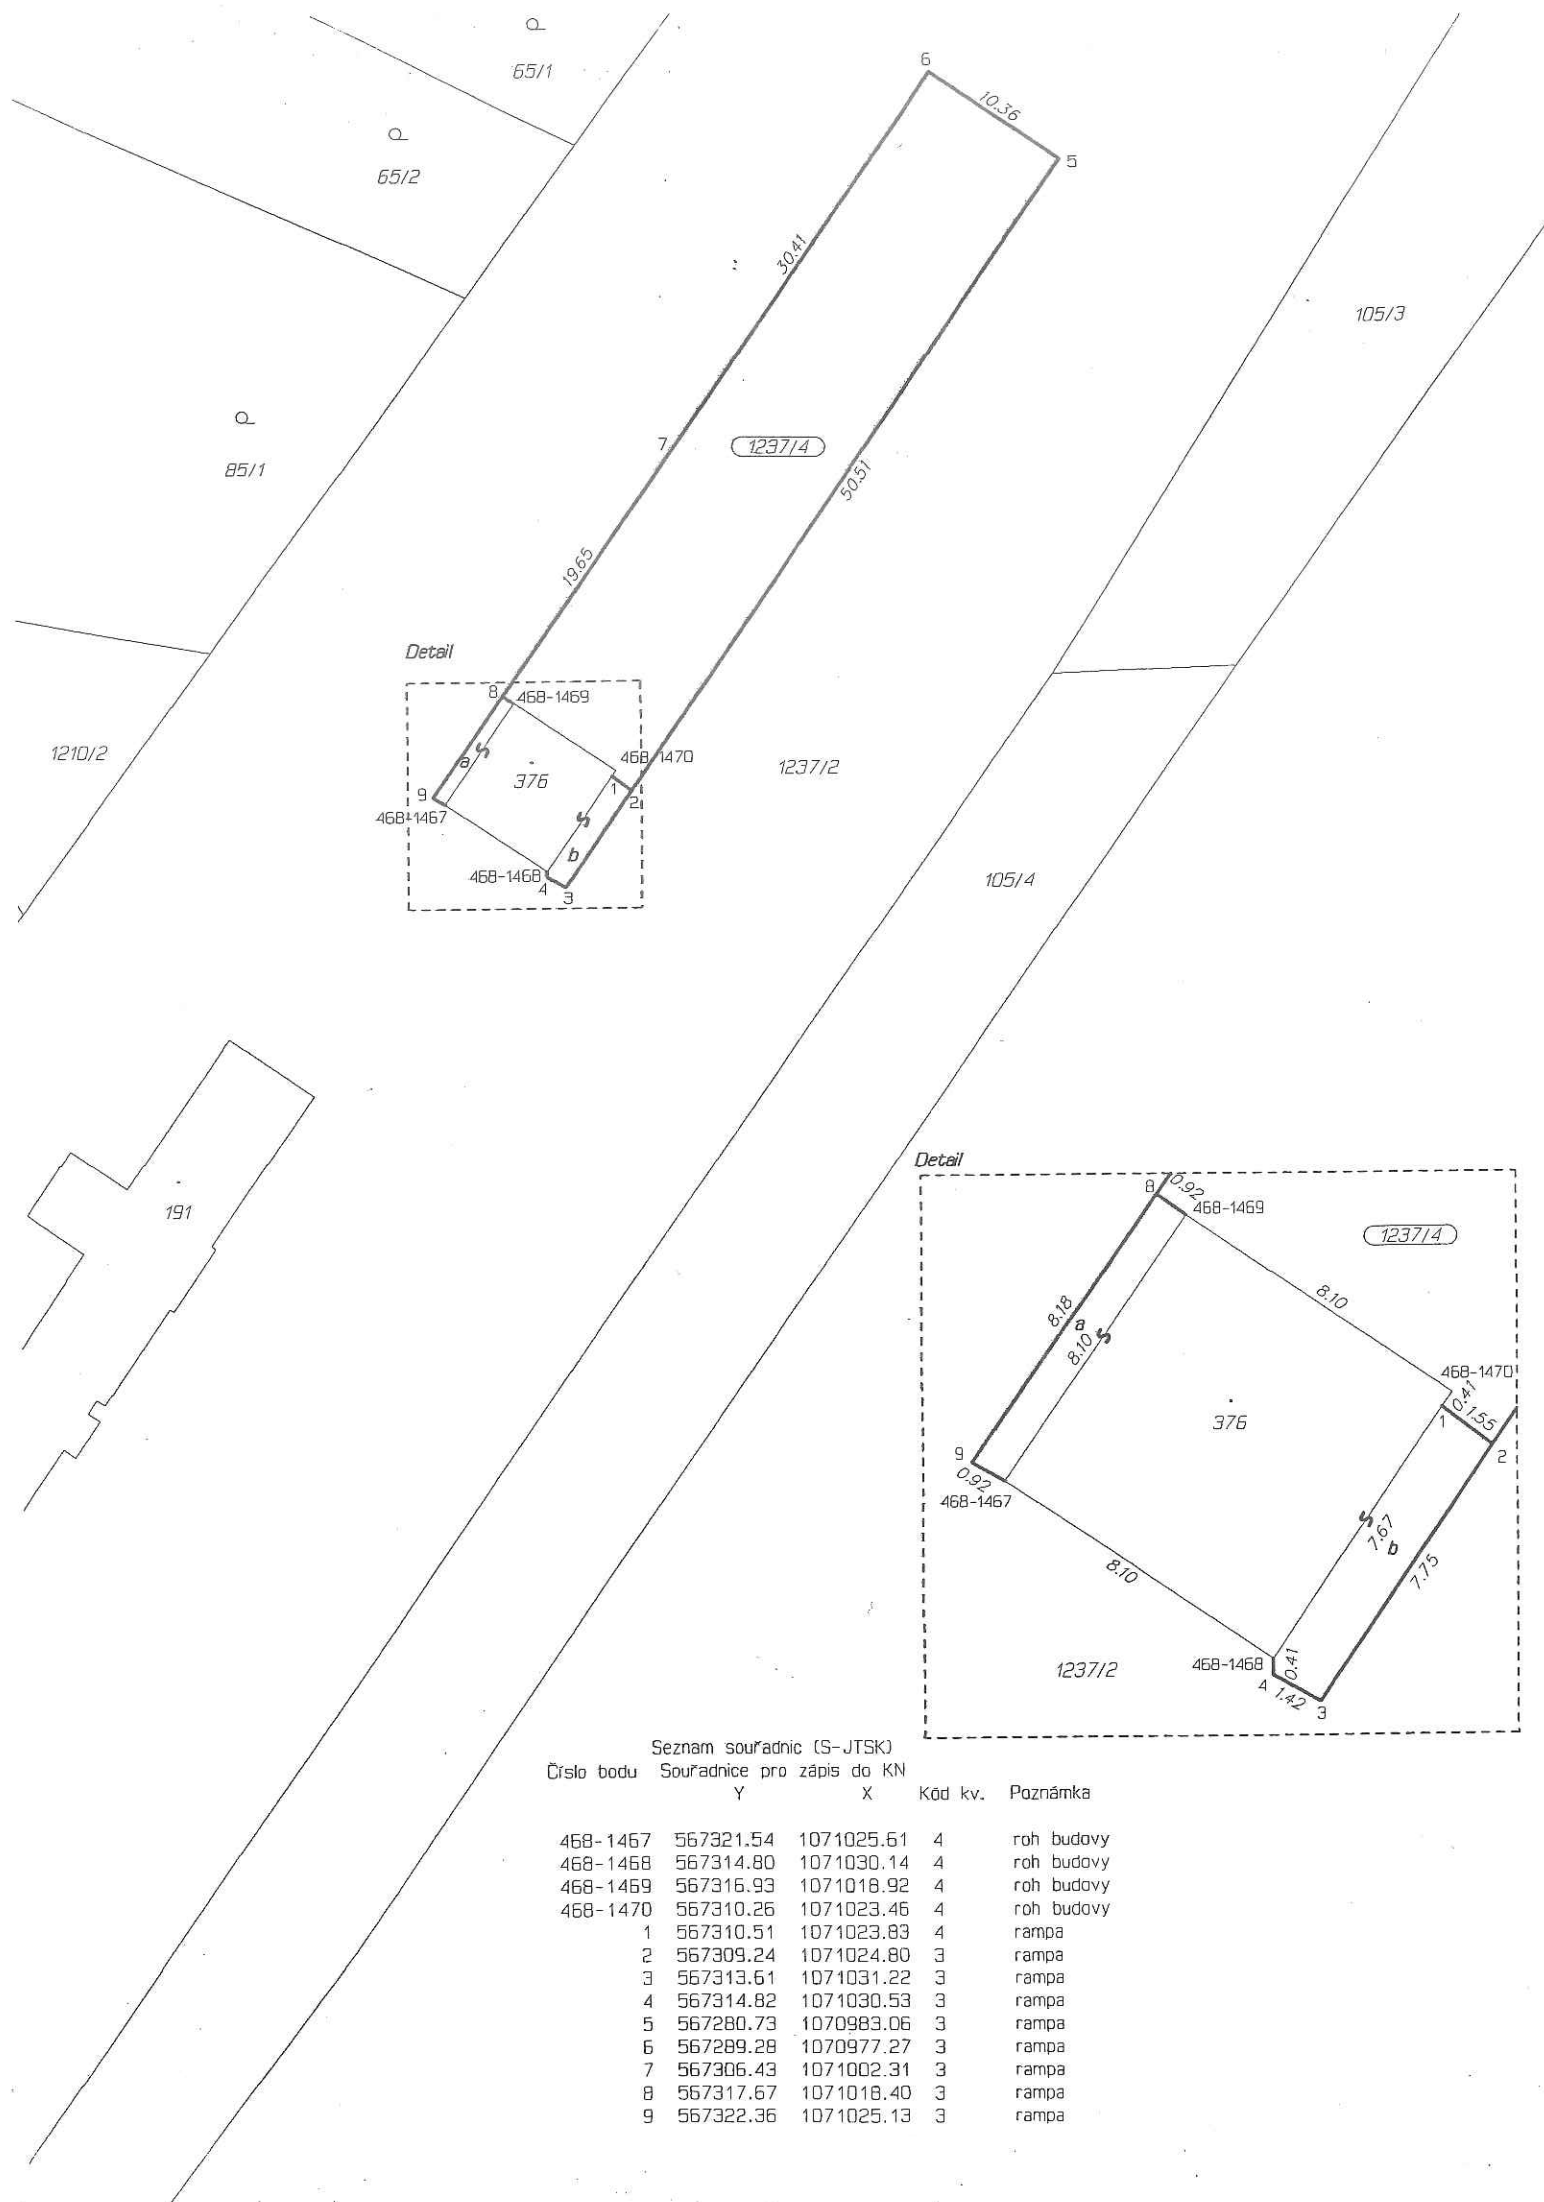 65/1
6
10.36
5
65/2
30.41
105/3
7
1237/4
85/1
50.51
19.65
Detail
8
468-1469
1210/2
a
376
468-1470
1237/2
9
1
2
468-1467
b
468-1468
4
3
105/4
191
Detail
8
0.92
468-1469
1237/4
8.18
a
8.10
8.10
468-1470
0.41
1.55
376
1
2
9
0.92
468-1467
7.67
b
8.10
7.75
468-1468
0.41
1237/2
4
1.42
3
Seznam souřadnic (S-JTSK)
Číslo bodu Souřadnice pro zápis do KN
Y X Kód kv. Poznámka
468-1467 567321.54 1071025.61 4 roh budovy
468-1468 567314.80 1071030.14 4 roh budovy
468-1469 567316.93 1071018.92 4 roh budovy
468-1470 567310.26 1071023.46 4 roh budovy
1 567310.51 1071023.83 4 rampa
2 567309.24 1071024.80 3 rampa
3 567313.61 1071031.22 3 rampa
4 567314.82 1071030.53 3 rampa
5 567280.73 1070983.06 3 rampa
6 567289.28 1070977.27 3 rampa
7 567306.43 1071002.31 3 rampa
8 567317.67 1071018.40 3 rampa
9 567322.36 1071025.13 3 rampa